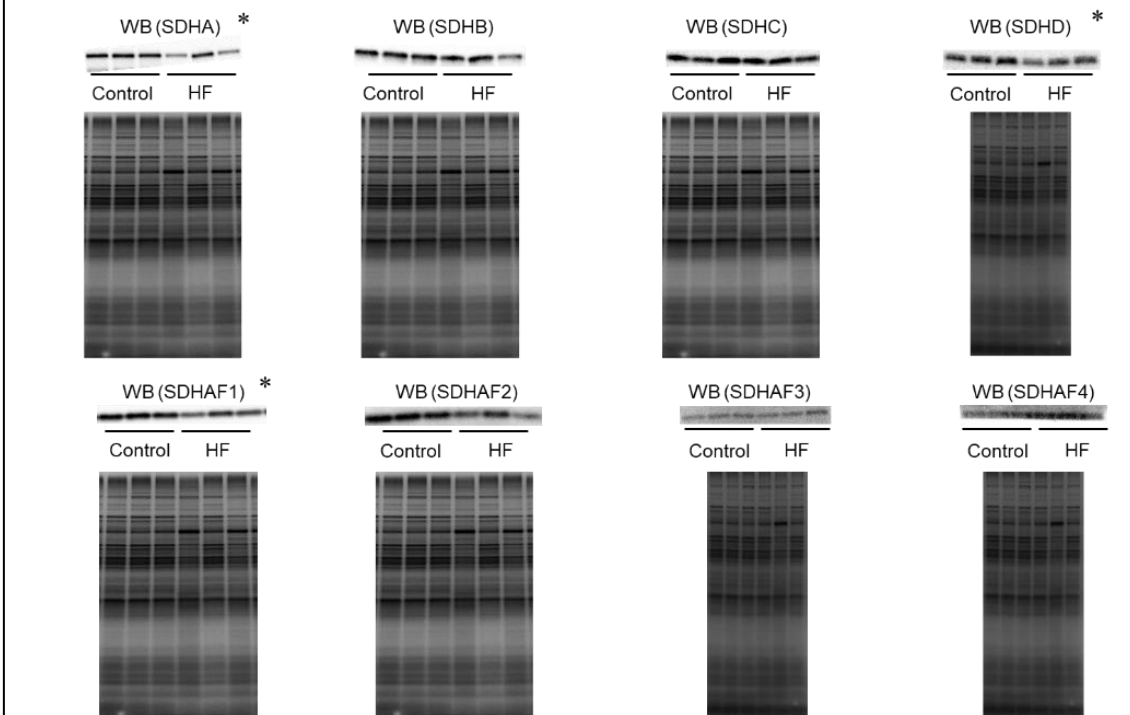 WB (SDHA) *
WB (SDHB)
WB (SDHC)
WB (SDHD) *
Control HF
Control HF
Control HF
Control HF
WB (SDHAF1) *
WB (SDHAF2)
WB (SDHAF3)
WB (SDHAF4)
Control HF
Control HF
Control HF
Control HF